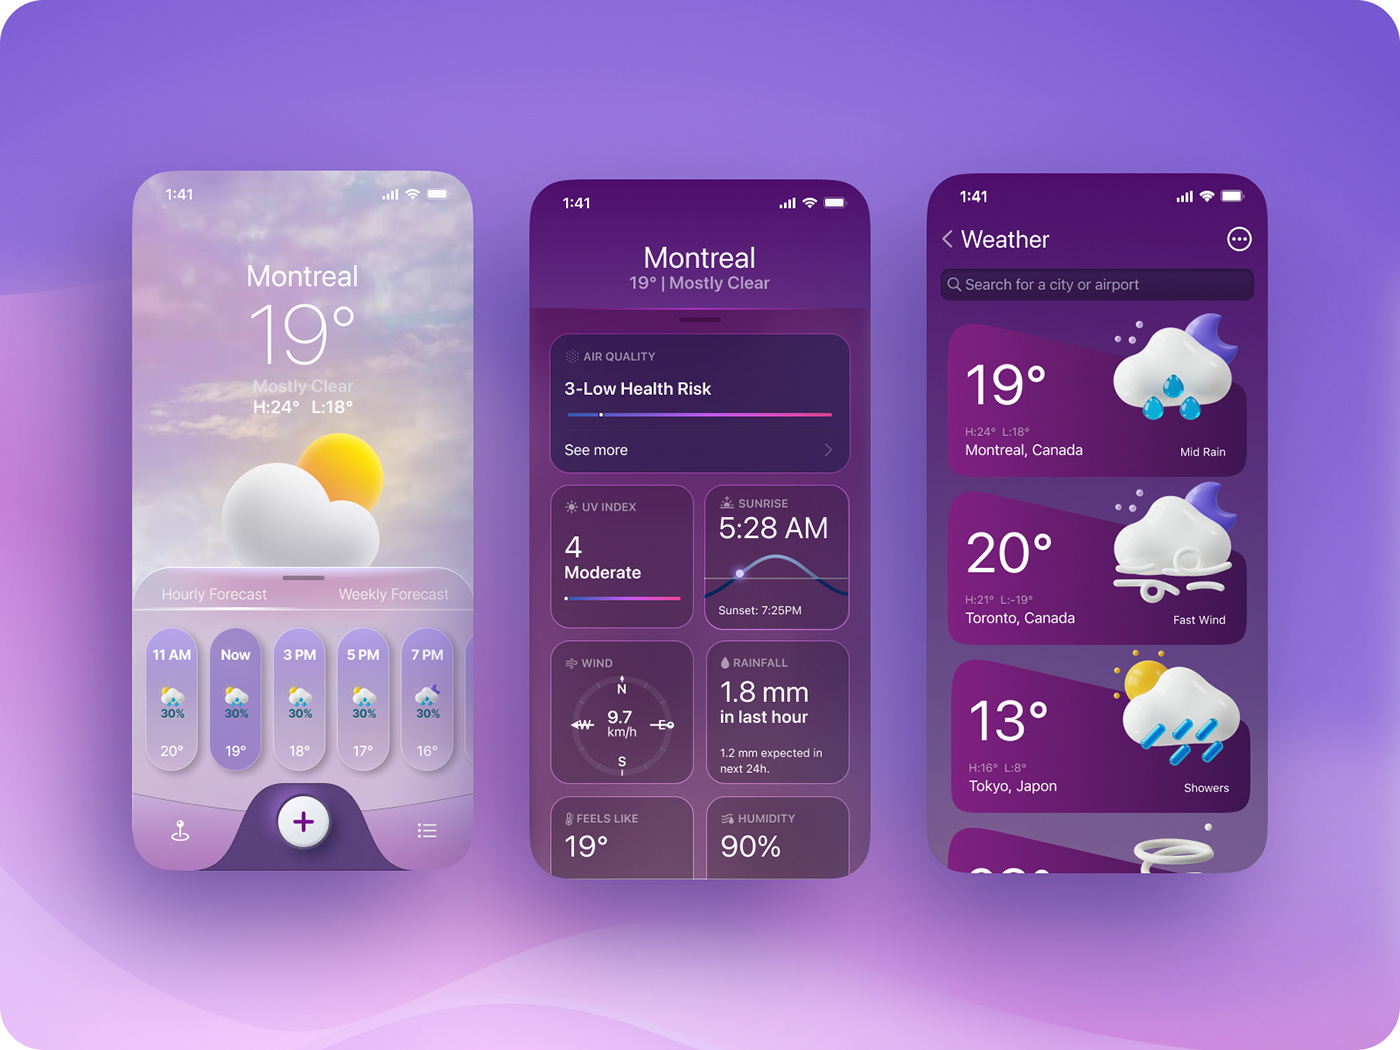 1:41
Montreal
19°
Mostly Clear
H:24° L:18°
Hourly Forecast Weekly Forecast
11 AM Now 3 PM 5 PM 7 PM
30% 30% 30% 30% 30%
20° 19° 18° 17° 16°
1:41
Montreal
19° | Mostly Clear
AIR QUALITY
3-Low Health Risk
See more
UV INDEX
4
Moderate
SUNRISE
5:28 AM
Sunset: 7:25PM
WIND
N
W 9.7 E
km/h
S
RAINFALL
1.8 mm
in last hour
1.2 mm expected in
next 24h.
FEELS LIKE
19°
HUMIDITY
90%
1:41
Weather
Search for a city or airport
19°
H:24° L:18°
Montreal, Canada
Mid Rain
20°
H:21° L:-19°
Toronto, Canada
Fast Wind
13°
H:16° L:8°
Tokyo, Japon
Showers